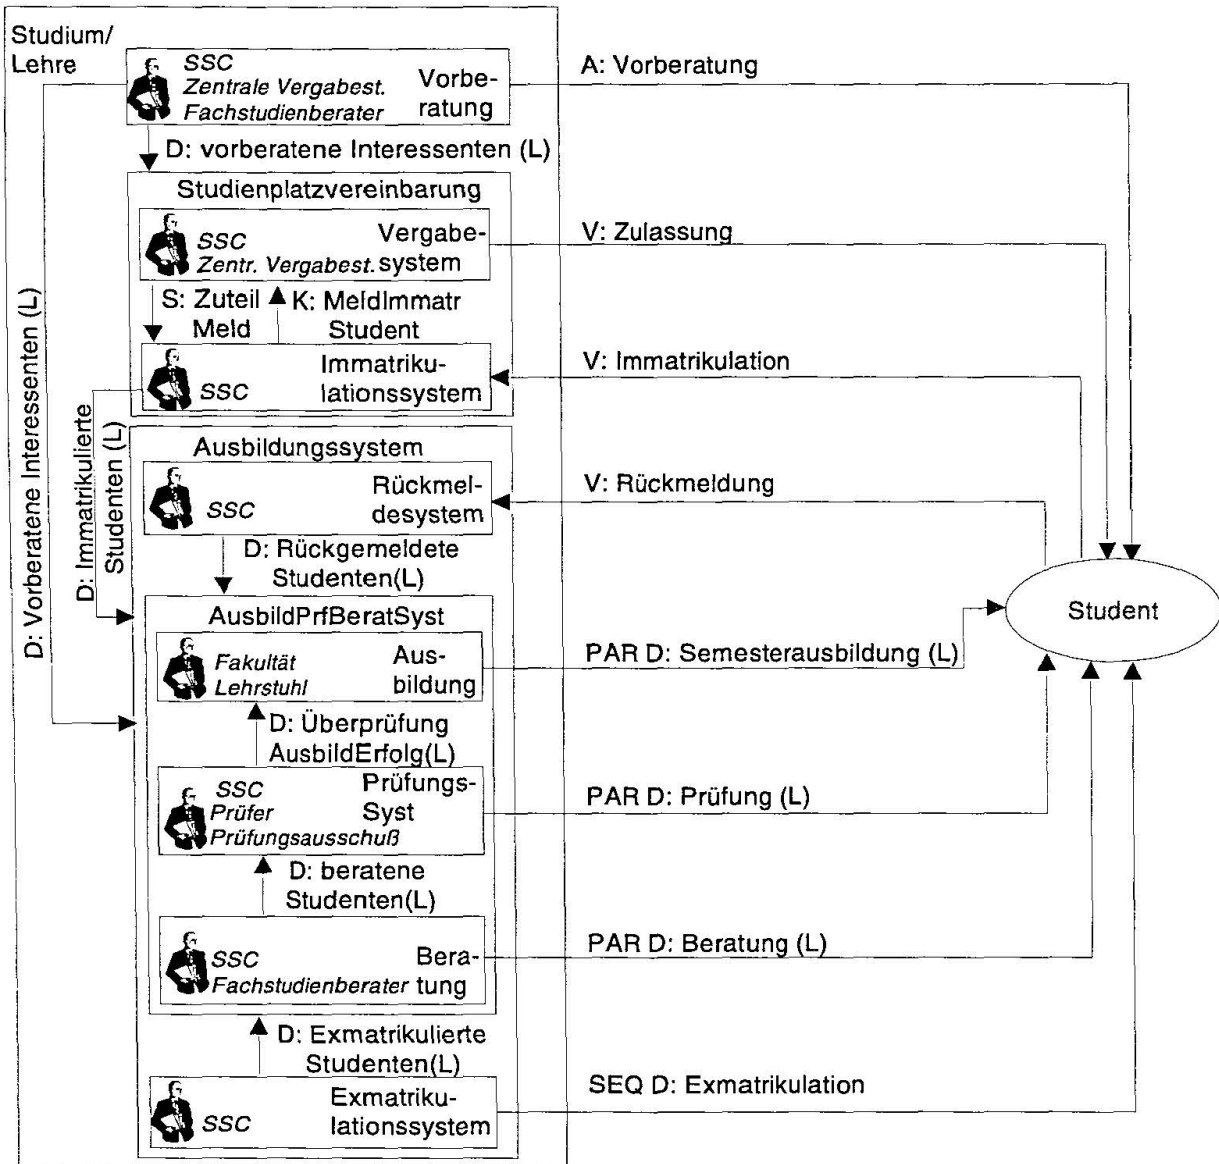 Studium/
Lehre
SSC
Zentrale Vergabest.
Fachstudienberater
Vorbe-
ratung
A: Vorberatung
D: vorberatene Interessenten (L)
Studienplatzvereinbarung
SSC
Zentr. Vergabest.
Vergabe-
system
V: Zulassung
S: Zuteil
Meld
K: MeldImmatr
Student
SSC
Immatriku-
lationssystem
V: Immatrikulation
D: Vorberatene Interessenten (L)
D: Immatrikulierte
Studenten (L)
Ausbildungssystem
SSC
Rückmel-
desystem
V: Rückmeldung
D: Rückgemeldete
Studenten(L)
Student
AusbildPrfBeratSyst
Fakultät
Lehrstuhl
Aus-
bildung
PAR D: Semesterausbildung (L)
D: Überprüfung
AusbildErfolg(L)
SSC
Prüfer
Prüfungsausschuß
Prüfungs-
Syst
PAR D: Prüfung (L)
D: beratene
Studenten(L)
SSC
Fachstudienberater
Bera-
tung
PAR D: Beratung (L)
D: Exmatrikulierte
Studenten(L)
SSC
Exmatriku-
lationssystem
SEQ D: Exmatrikulation